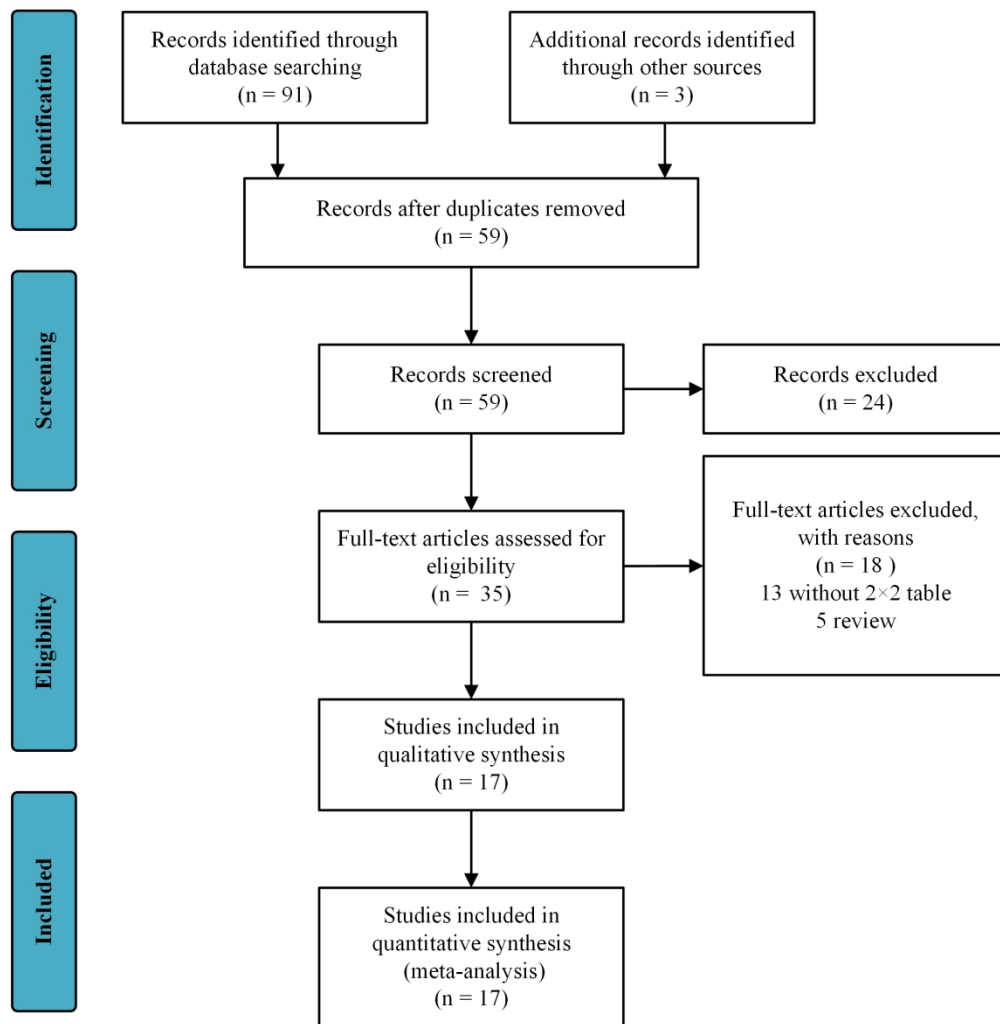 Identification
Records identified through
database searching
(n = 91)
Additional records identified
through other sources
(n = 3)
Records after duplicates removed
(n = 59)
Screening
Records screened
(n = 59)
Records excluded
(n = 24)
Eligibility
Full-text articles assessed for
eligibility
(n =  35)
Full-text articles excluded,
with reasons
(n = 18 )
13 without 2×2 table
5 review
Studies included in
qualitative synthesis
(n = 17)
Included
Studies included in
quantitative synthesis
(meta-analysis)
(n = 17)